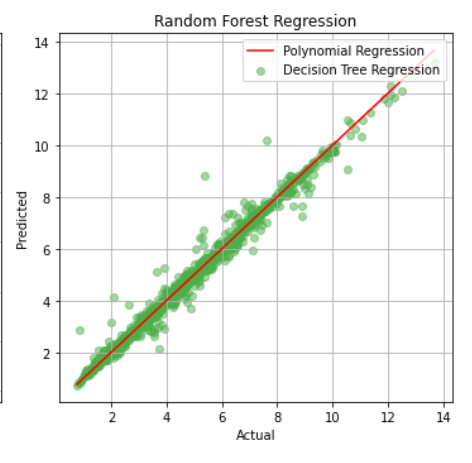 Random Forest Regression
Polynomial Regression
Decision Tree Regression
14
12
10
8
6
4
2
Predicted
2 4 6 8 10 12 14
Actual